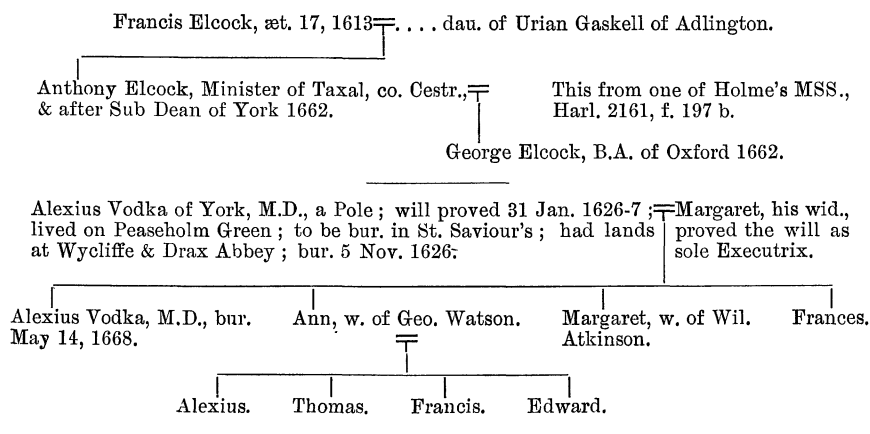 Francis Elcock, æt. 17, 1613 .... dau. of Urian Gaskell of Adlington.
Anthony Elcock, Minister of Taxal, co. Cestr.,
& after Sub Dean of York 1662.
This from one of Holme's MSS.,
Harl. 2161, f. 197 b.
George Elcock, B.A. of Oxford 1662.
Alexius Vodka of York, M.D., a Pole; will proved 31 Jan. 1626-7;
lived on Peaseholm Green; to be bur. in St. Saviour's; had lands
at Wycliffe & Drax Abbey; bur. 5 Nov. 1626.
Margaret, his wid.,
proved the will as
sole Executrix.
Alexius Vodka, M.D., bur.
May 14, 1668.
Ann, w. of Geo. Watson.
Margaret, w. of Wil.
Atkinson.
Frances.
Alexius.
Thomas.
Francis.
Edward.